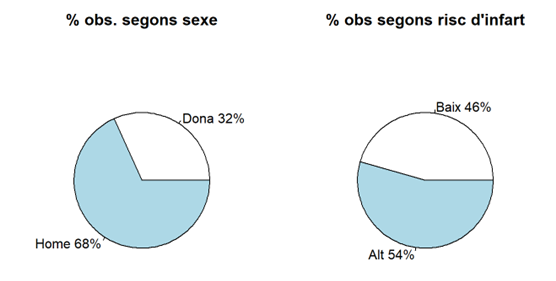 % obs. segons sexe
Dona 32%
Home 68%
% obs segons risc d'infart
Baix 46%
Alt 54%